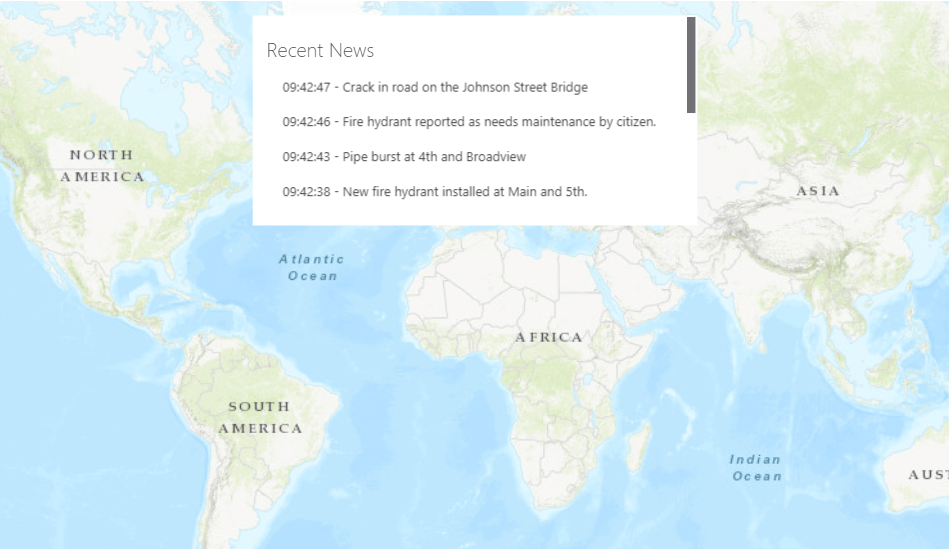 Recent News
09:42:47 - Crack in road on the Johnson Street Bridge
09:42:46 - Fire hydrant reported as needs maintenance by citizen.
09:42:43 - Pipe burst at 4th and Broadview
09:42:38 - New fire hydrant installed at Main and 5th.
NORTH
AMERICA
ASIA
Atlantic
Ocean
AFRICA
SOUTH
AMERICA
Indian
Ocean
AUST